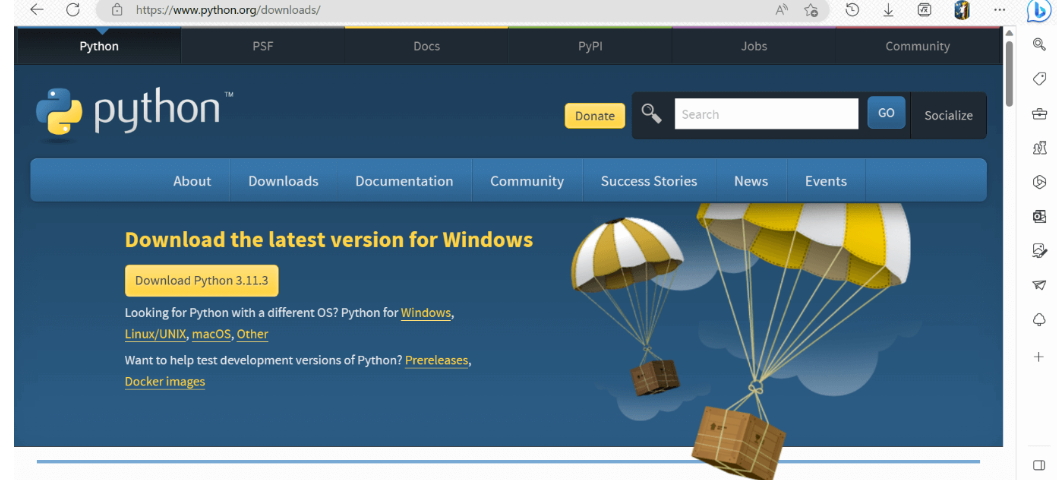 https://www.python.org/downloads/
Python PSF Docs PyPI Jobs Community
python™
Donate Search GO Socialize
About Downloads Documentation Community Success Stories News Events
Download the latest version for Windows
Download Python 3.11.3
Looking for Python with a different OS? Python for Windows,
Linux/UNIX, macOS, Other
Want to help test development versions of Python? Prereleases,
Docker images